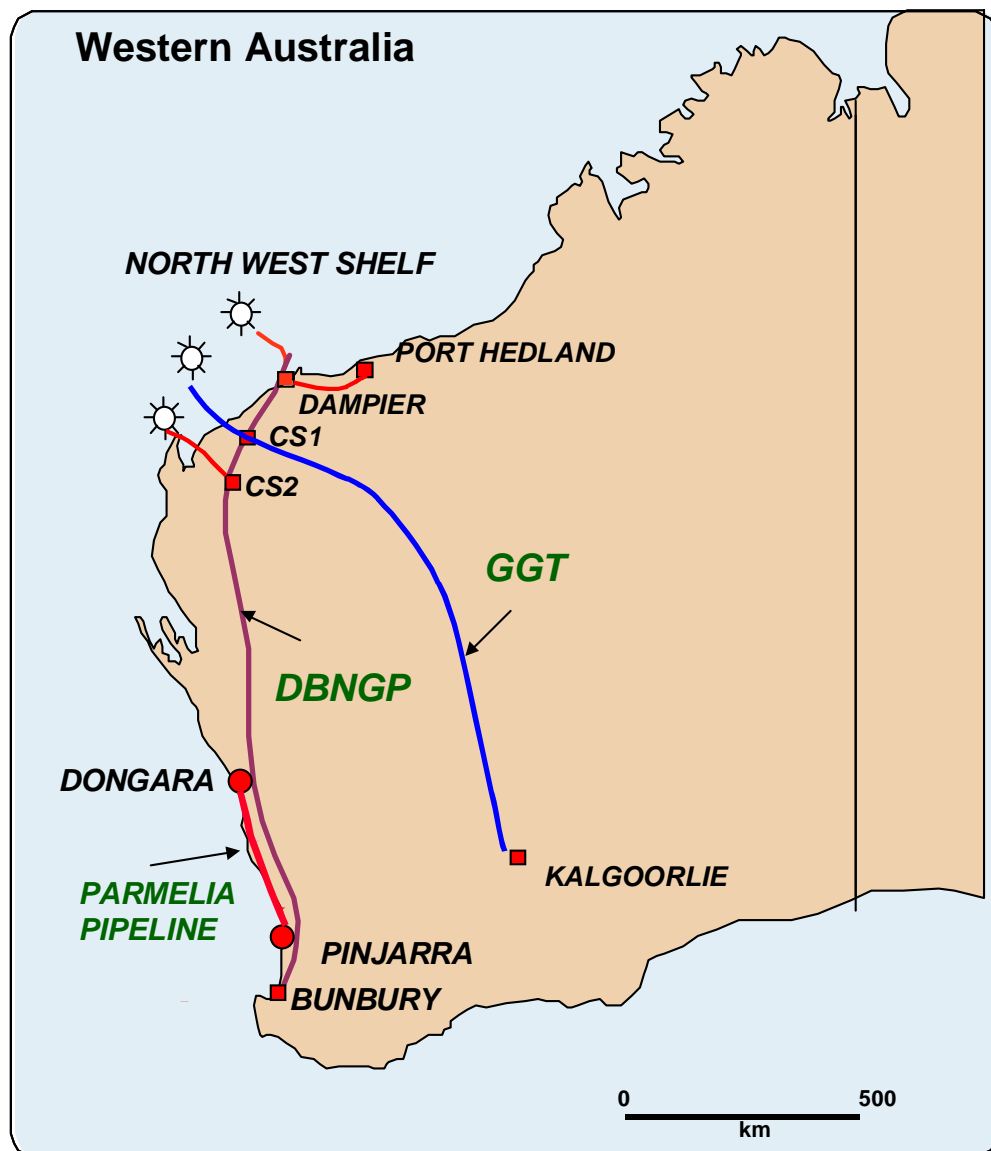 Western Australia
NORTH WEST SHELF
PORT HEDLAND
DAMPIER
CS1
CS2
GGT
DBNGP
DONGARA
KALGOORLIE
PARMELIA
PIPELINE
PINJARRA
BUNBURY
0 500
km